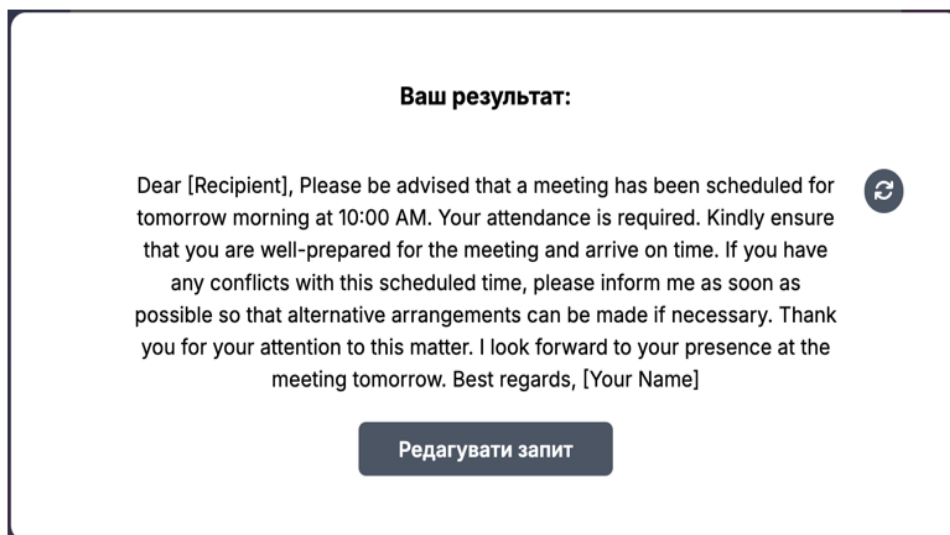 Ваш результат:
Dear [Recipient], Please be advised that a meeting has been scheduled for
tomorrow morning at 10:00 AM. Your attendance is required. Kindly ensure
that you are well-prepared for the meeting and arrive on time. If you have
any conflicts with this scheduled time, please inform me as soon as
possible so that alternative arrangements can be made if necessary. Thank
you for your attention to this matter. I look forward to your presence at the
meeting tomorrow. Best regards, [Your Name]
Редагувати запит